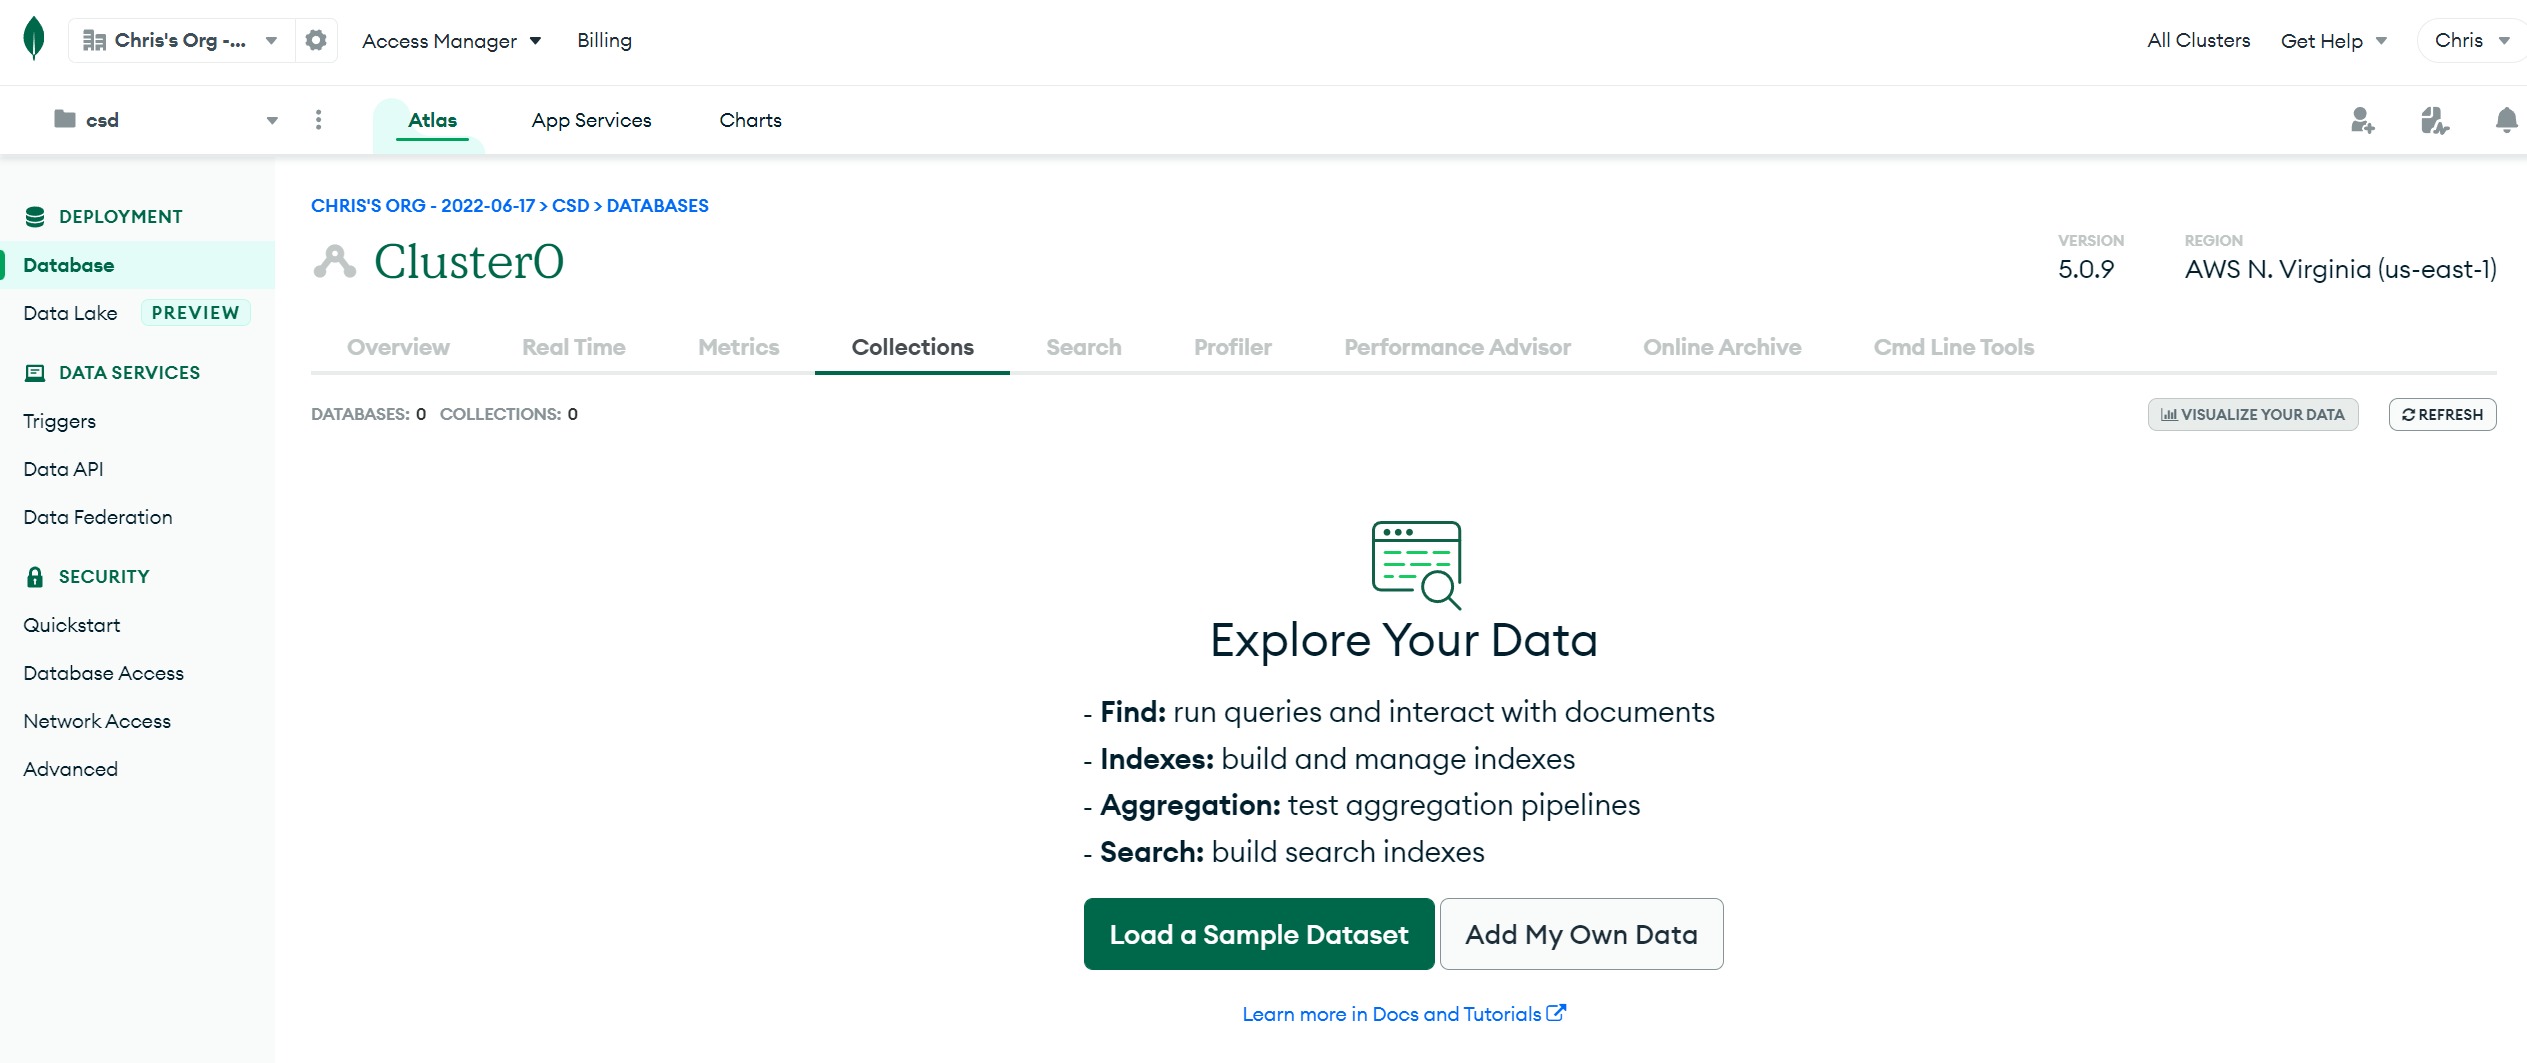 Chris's Org -... Access Manager Billing All Clusters Get Help Chris
csd Atlas App Services Charts
DEPLOYMENT
Database
Data Lake PREVIEW
DATA SERVICES
Triggers
Data API
Data Federation
SECURITY
Quickstart
Database Access
Network Access
Advanced
CHRIS'S ORG - 2022-06-17 > CSD > DATABASES
Cluster0
VERSION
5.0.9
REGION
AWS N. Virginia (us-east-1)
Overview Real Time Metrics Collections Search Profiler Performance Advisor Online Archive Cmd Line Tools
DATABASES: 0 COLLECTIONS: 0 VISUALIZE YOUR DATA REFRESH
Explore Your Data
- Find: run queries and interact with documents
- Indexes: build and manage indexes
- Aggregation: test aggregation pipelines
- Search: build search indexes
Load a Sample Dataset Add My Own Data
Learn more in Docs and Tutorials